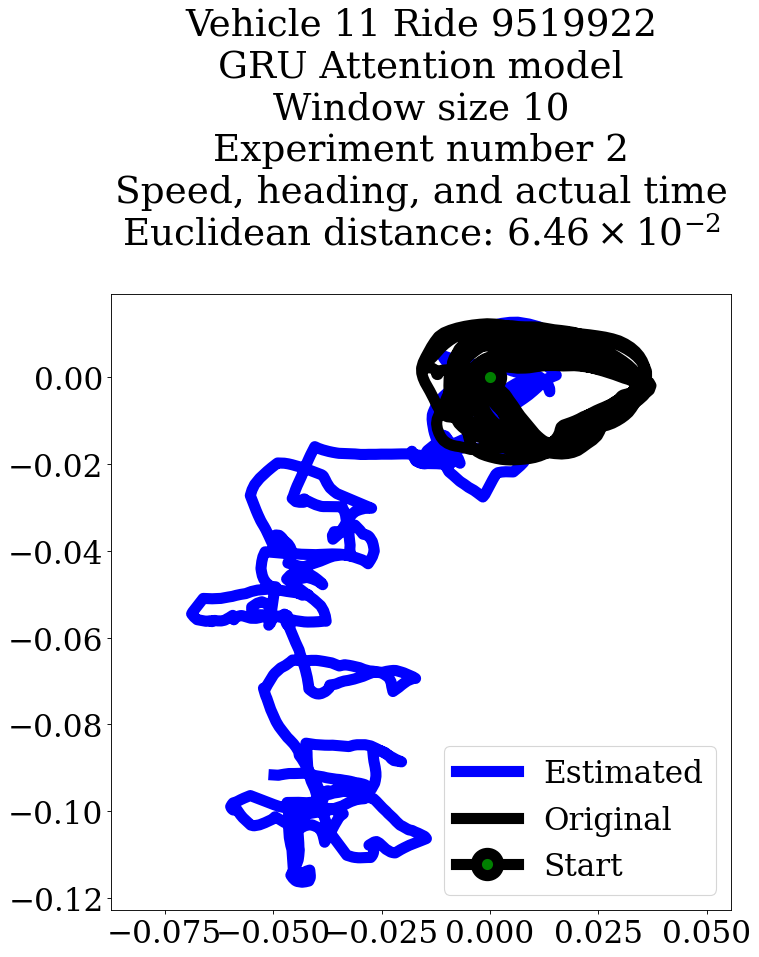 Vehicle 11 Ride 9519922
GRU Attention model
Window size 10
Experiment number 2
Speed, heading, and actual time
Euclidean distance: 6.46 × 10⁻²
0.00
−0.02
−0.04
−0.06
−0.08
−0.10
−0.12
Estimated
Original
Start
−0.075 −0.050 −0.025 0.000 0.025 0.050